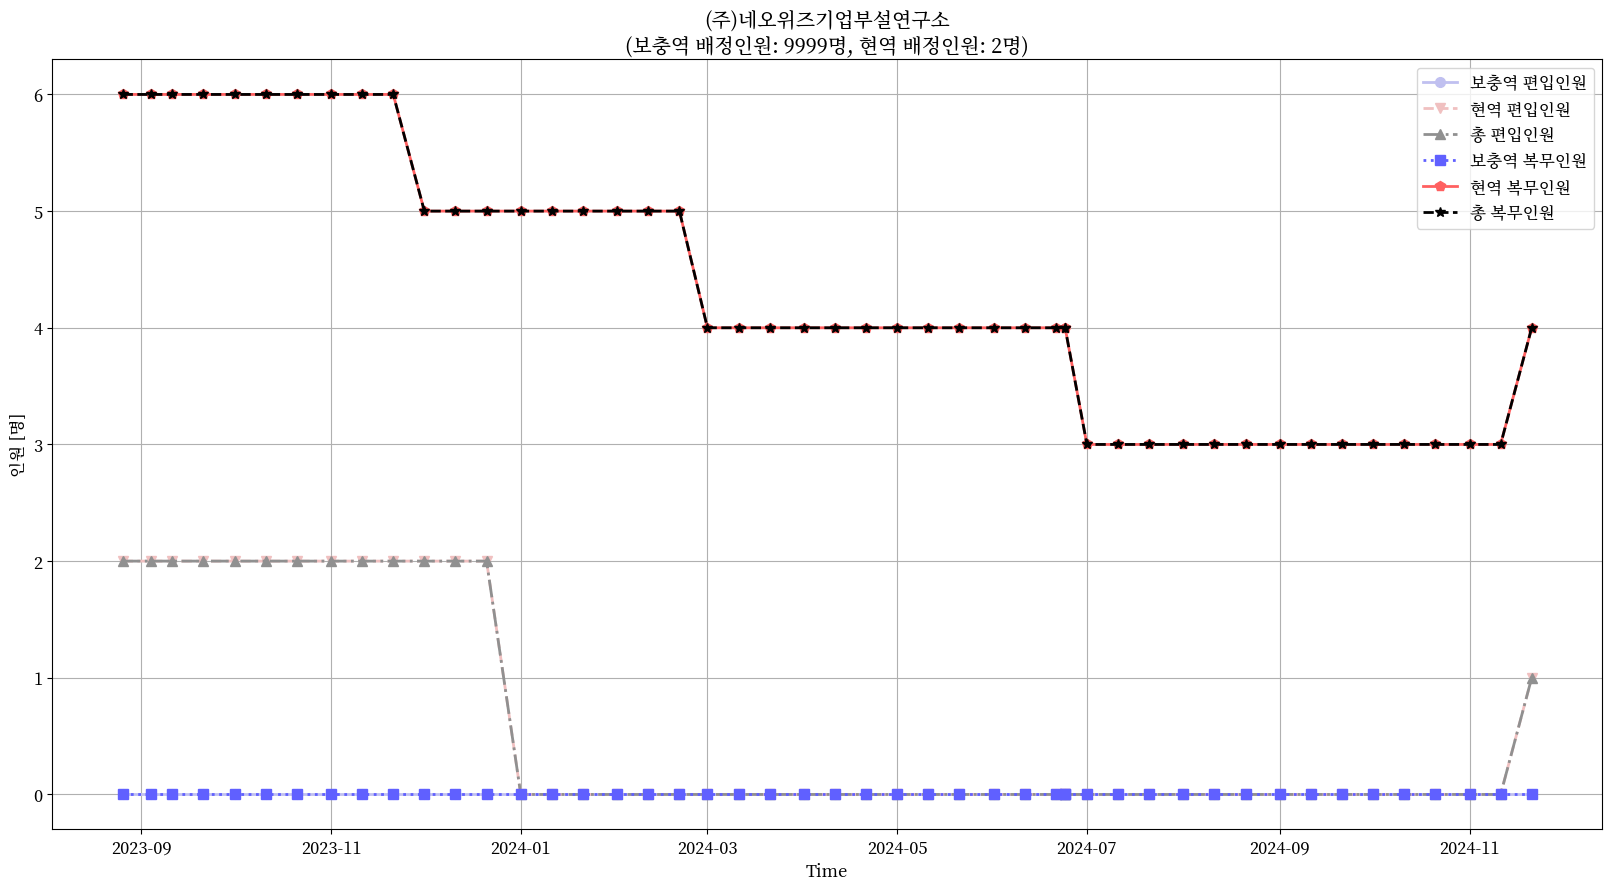 (주)네오위즈기업부설연구소
(보충역 배정인원: 9999명, 현역 배정인원: 2명)
보충역 편입인원
현역 편입인원
총 편입인원
보충역 복무인원
현역 복무인원
총 복무인원
인원 [명]
6
5
4
3
2
1
0
2023-09
2023-11
2024-01
2024-03
2024-05
2024-07
2024-09
2024-11
Time